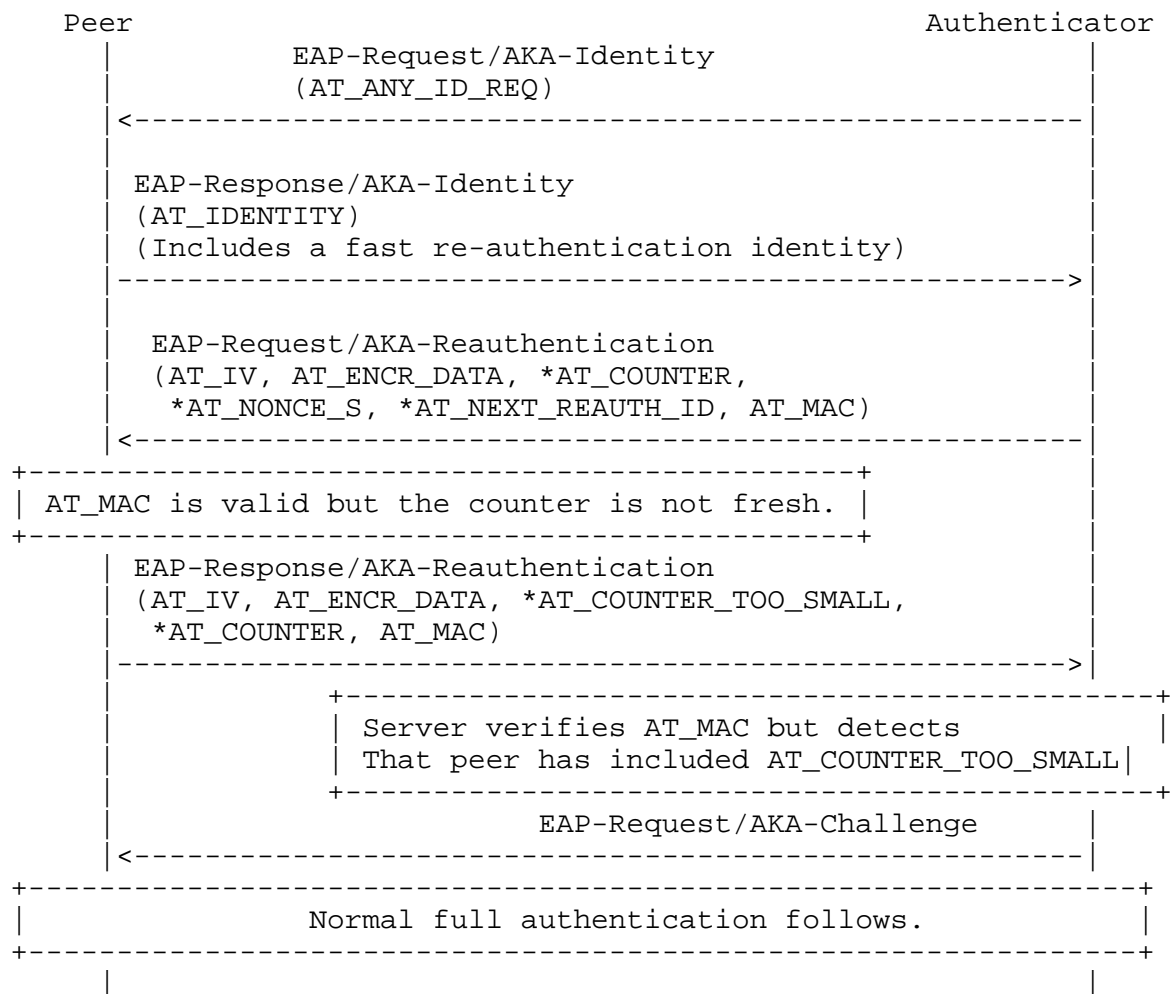 Peer Authenticator
EAP-Request/AKA-Identity
(AT_ANY_ID_REQ)
EAP-Response/AKA-Identity
(AT_IDENTITY)
(Includes a fast re-authentication identity)
EAP-Request/AKA-Reauthentication
(AT_IV, AT_ENCR_DATA, *AT_COUNTER,
*AT_NONCE_S, *AT_NEXT_REAUTH_ID, AT_MAC)
AT_MAC is valid but the counter is not fresh.
EAP-Response/AKA-Reauthentication
(AT_IV, AT_ENCR_DATA, *AT_COUNTER_TOO_SMALL,
*AT_COUNTER, AT_MAC)
Server verifies AT_MAC but detects
That peer has included AT_COUNTER_TOO_SMALL
EAP-Request/AKA-Challenge
Normal full authentication follows.